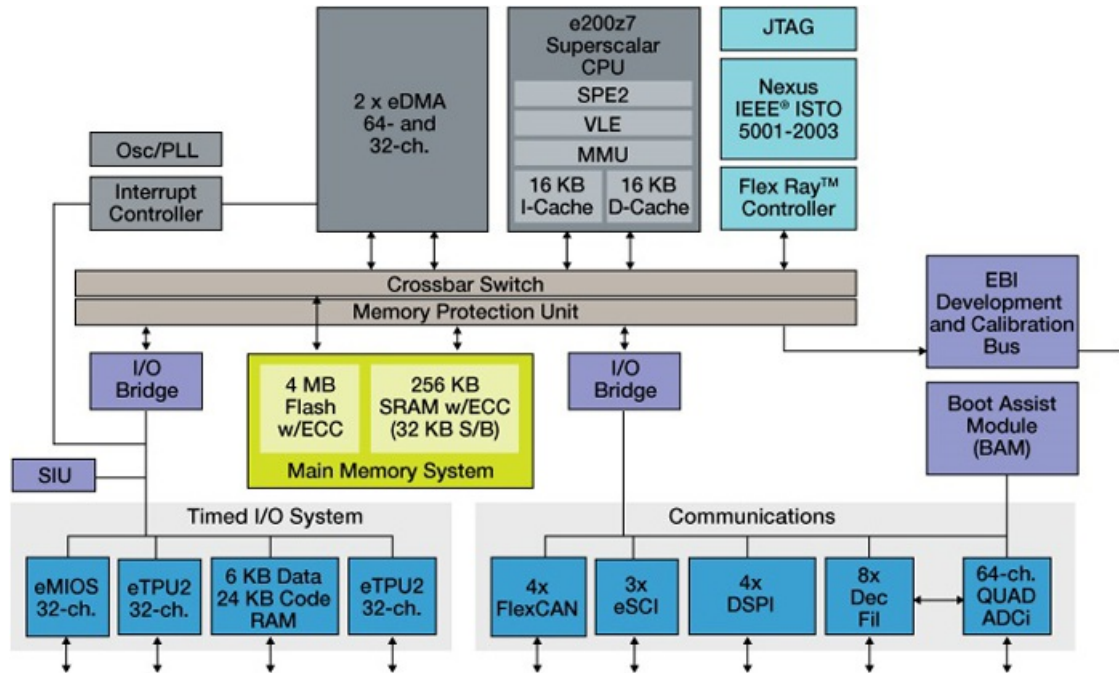 2 x eDMA
64- and
32-ch.
e200z7
Superscalar
CPU
SPE2
VLE
MMU
16 KB
I-Cache
16 KB
D-Cache
JTAG
Nexus
IEEE® ISTO
5001-2003
Flex Ray™
Controller
Osc/PLL
Interrupt
Controller
Crossbar Switch
Memory Protection Unit
EBI
Development
and Calibration
Bus
I/O
Bridge
4 MB
Flash
w/ECC
256 KB
SRAM w/ECC
(32 KB S/B)
Main Memory System
I/O
Bridge
Boot Assist
Module
(BAM)
SIU
Timed I/O System
eMIOS
32-ch.
eTPU2
32-ch.
6 KB Data
24 KB Code
RAM
eTPU2
32-ch.
Communications
4x
FlexCAN
3x
eSCI
4x
DSPI
8x
Dec
Fil
64-ch.
QUAD
ADCi